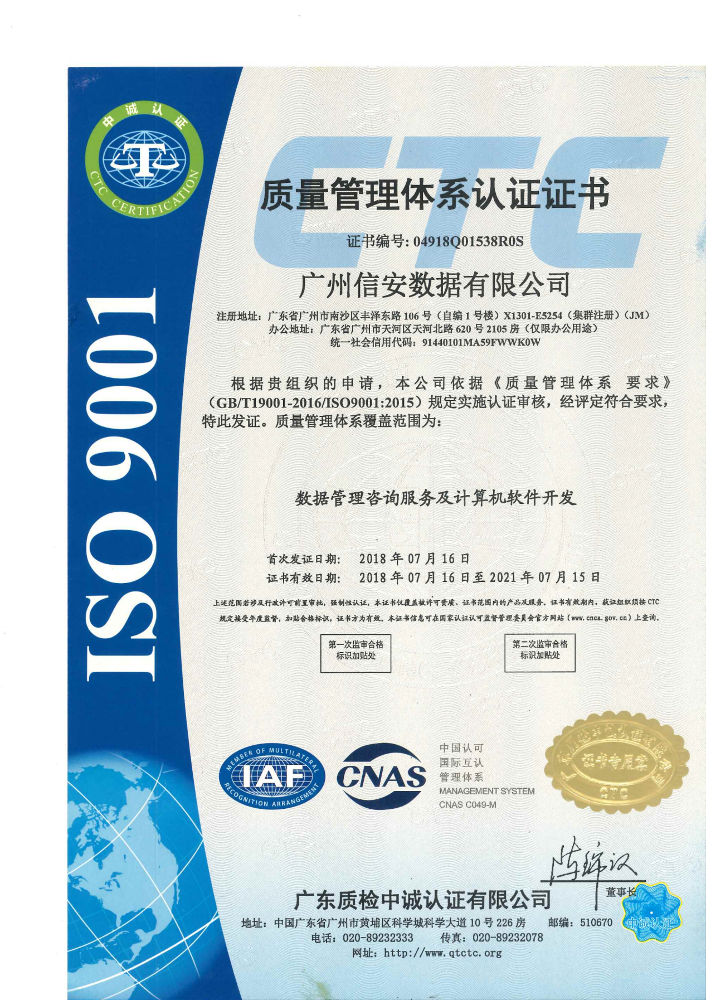 中诚认证
CTC CERTIFICATION
ISO 9001
CTC
质量管理体系认证证书
证书编号: 04918Q01538R0S
广州信安数据有限公司
注册地址：广东省广州市南沙区丰泽东路 106 号（自编 1 号楼）X1301-E5254（集群注册）（JM）
办公地址：广东省广州市天河区天河北路 620 号 2105 房（仅限办公用途）
统一社会信用代码：91440101MA59FWWK0W
根据贵组织的申请，本公司依据《质量管理体系 要求》
（GB/T19001-2016/ISO9001:2015）规定实施认证审核，经评定符合要求，
特此发证。质量管理体系覆盖范围为：
数据管理咨询服务及计算机软件开发
首次发证日期： 2018 年 07 月 16 日
证书有效日期： 2018 年 07 月 16 日至 2021 年 07 月 15 日
上述范围若涉及行政许可前置审批，强制性认证，本证书仅覆盖被许可资质、证书范围内的产品及服务。证书有效期内，获证组织须按 CTC
规定接受年度监督，加贴合格标识，证书方为有效。本证书信息可在国家认证认可监督管理委员会官方网站（www.cnca.gov.cn）上查询。
第一次监审合格
标识加贴处
第二次监审合格
标识加贴处
MEMBER OF MULTILATERAL
IAF
RECOGNITION ARRANGEMENT
CNAS
中国认可
国际互认
管理体系
MANAGEMENT SYSTEM
CNAS C049-M
证书专用章
CTC
董事长
中诚认证
广东质检中诚认证有限公司
地址：中国广东省广州市黄埔区科学城科学大道 10 号 226 房 邮编：510670
电话：020-89232333 传真：020-89232078
网址：http://www.qtctc.org